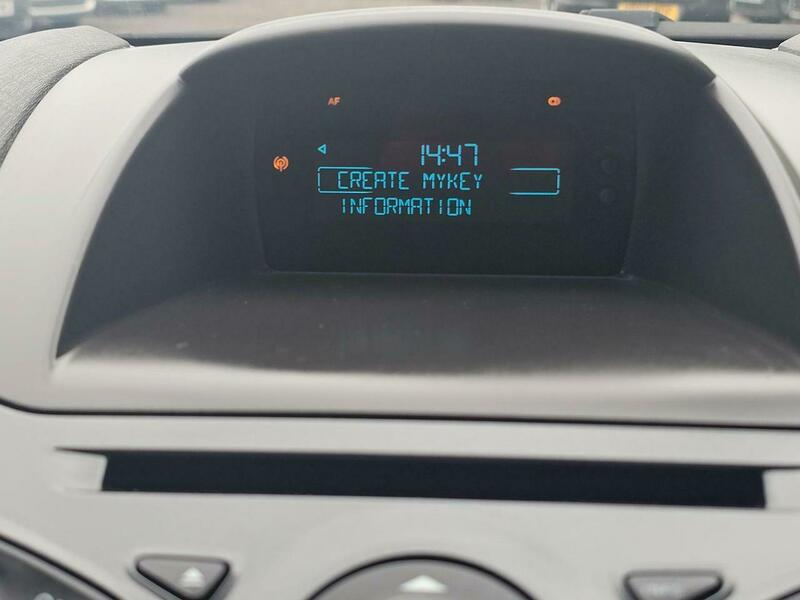 AF
14:47
CREATE MYKEY
INFORMATION